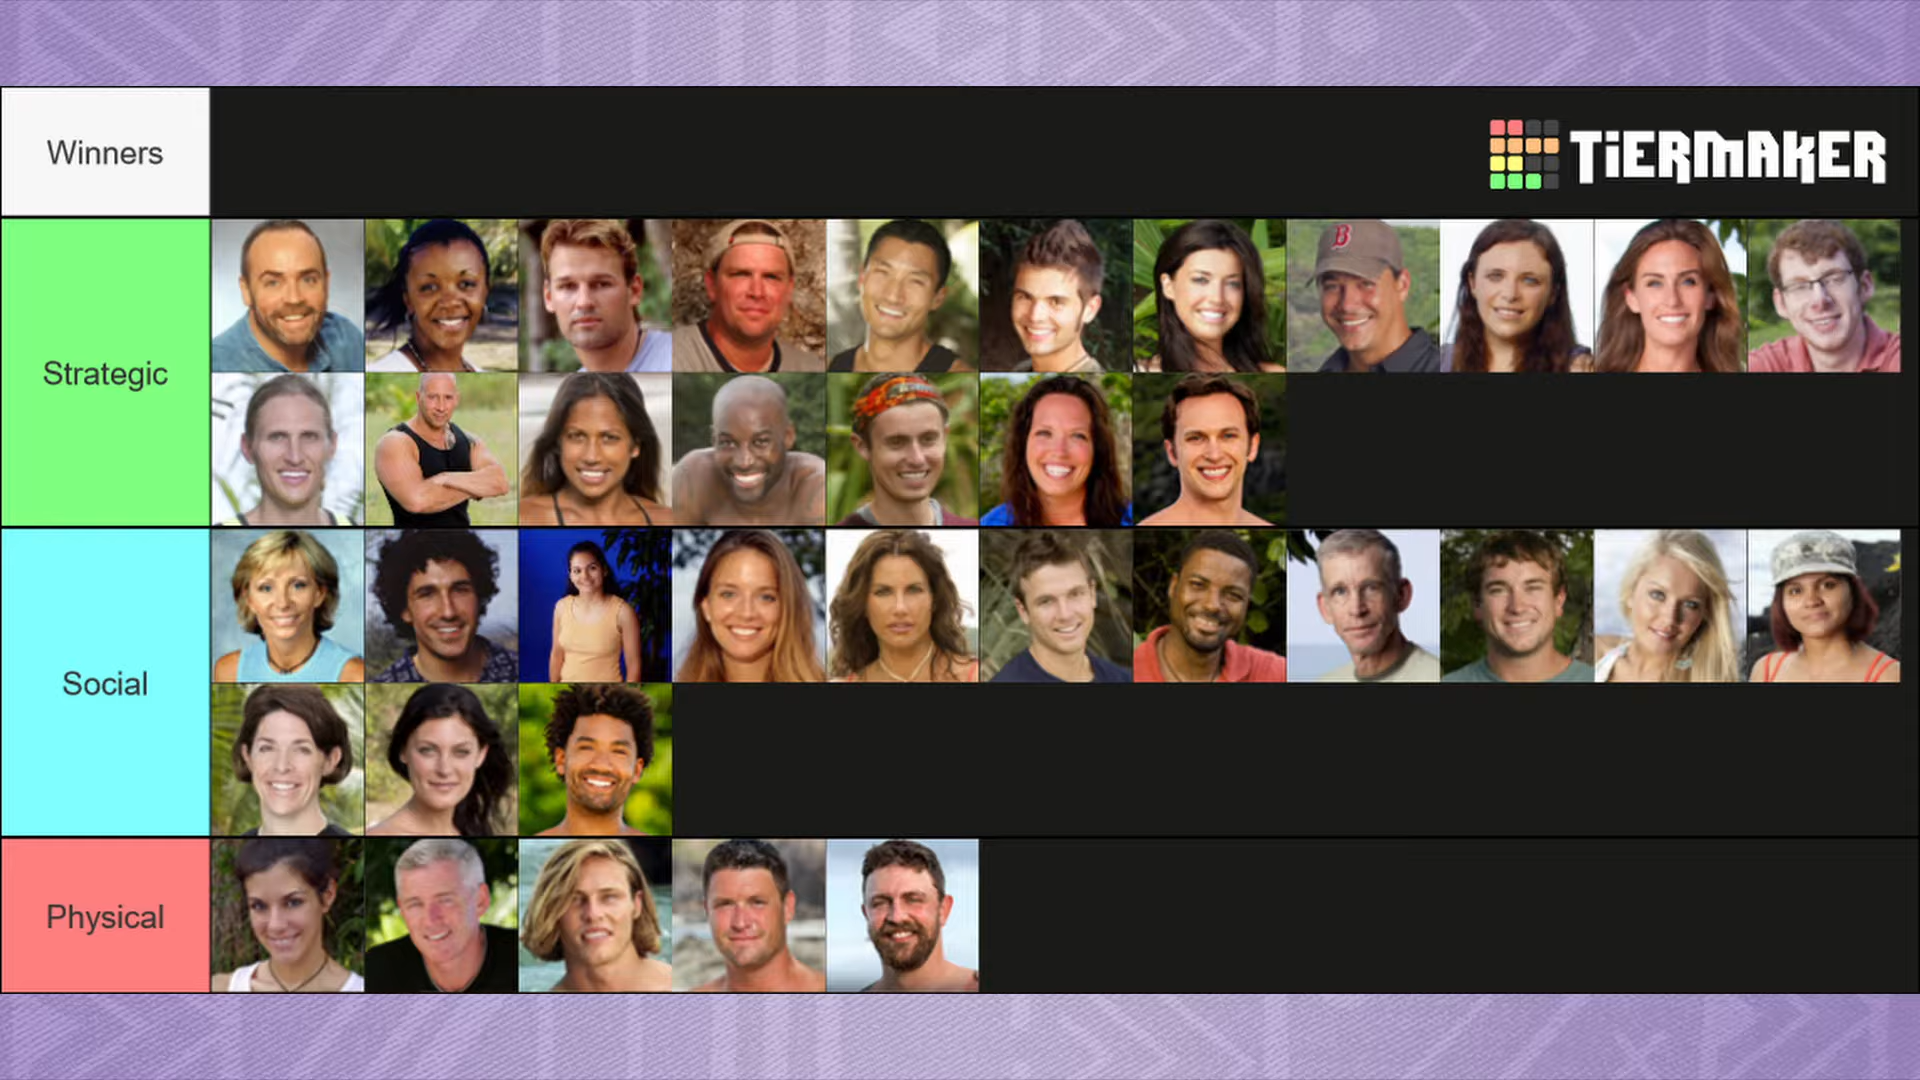 Winners
TiERMAKER
Strategic
B
Social
Physical